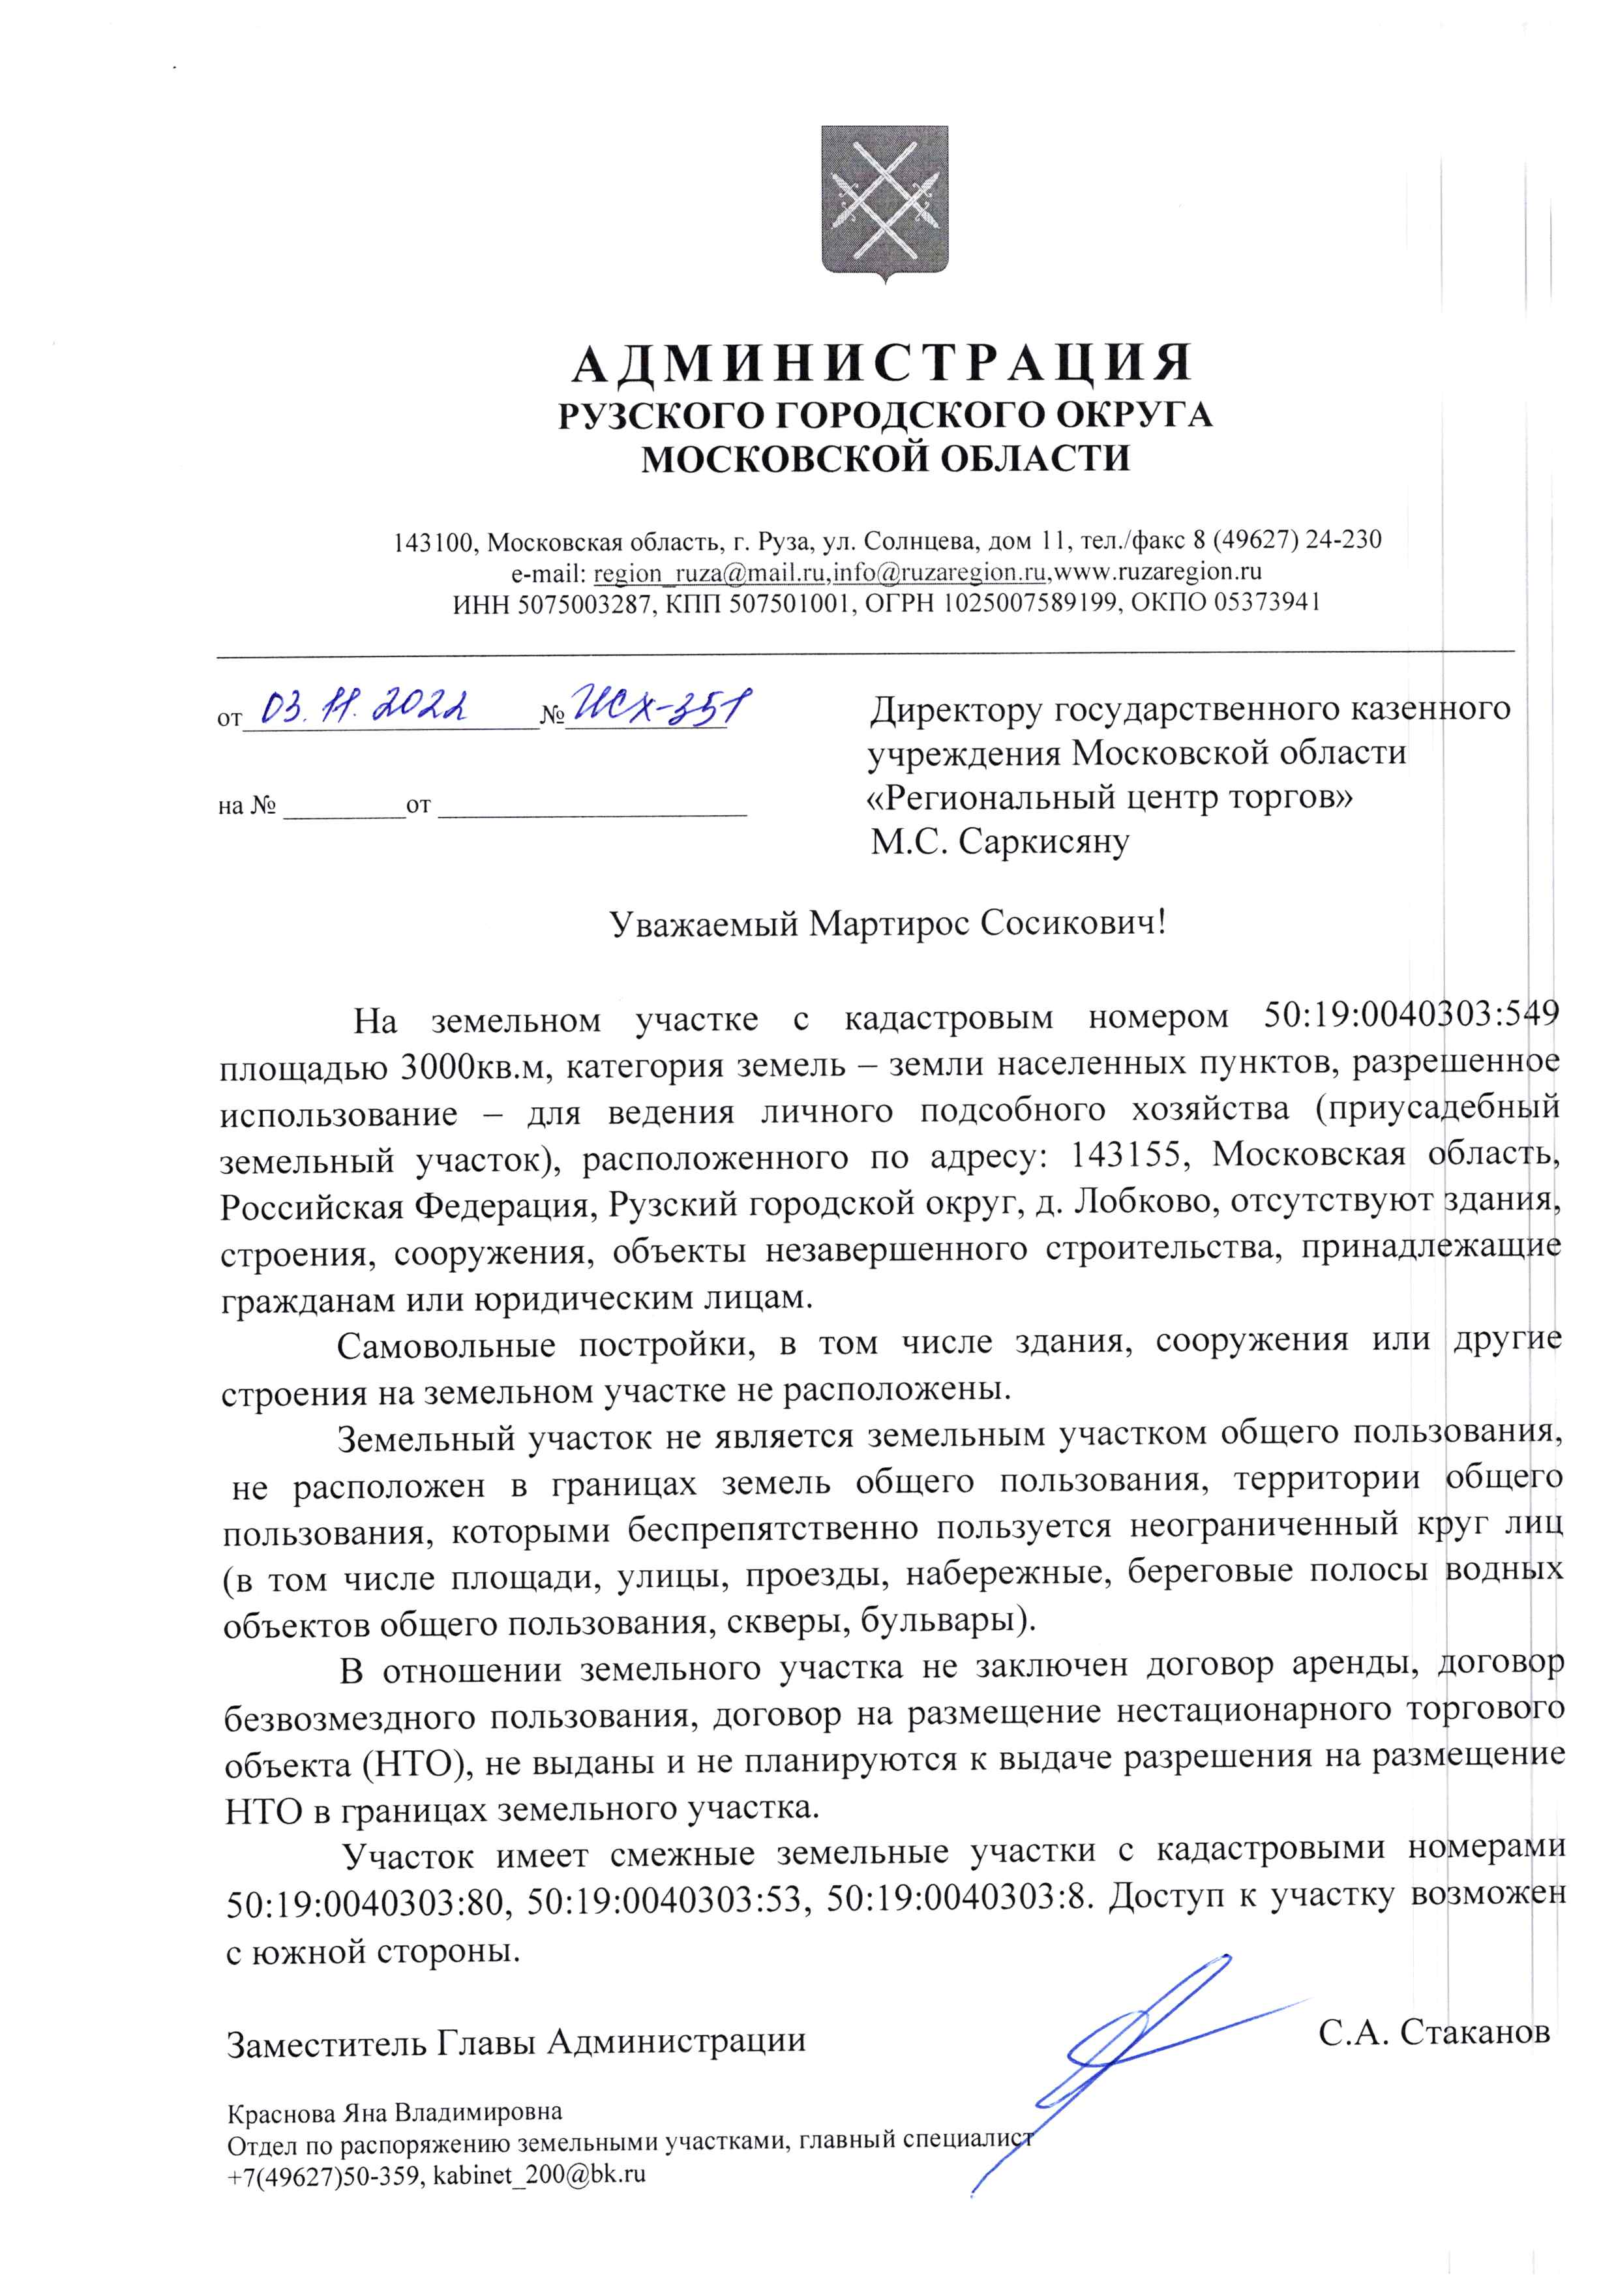 АДМИНИСТРАЦИЯ
РУЗСКОГО ГОРОДСКОГО ОКРУГА
МОСКОВСКОЙ ОБЛАСТИ
143100, Московская область, г. Руза, ул. Солнцева, дом 11, тел./факс 8 (49627) 24-230
e-mail: region_ruza@mail.ru,info@ruzaregion.ru,www.ruzaregion.ru
ИНН 5075003287, КПП 507501001, ОГРН 1025007589199, ОКПО 05373941
от 03.11.2022 № ИСХ-351
на № _________от ______________________
Директору государственного казенного
учреждения Московской области
«Региональный центр торгов»
М.С. Саркисяну
Уважаемый Мартирос Сосикович!
На земельном участке с кадастровым номером 50:19:0040303:549
площадью 3000кв.м, категория земель – земли населенных пунктов, разрешенное
использование – для ведения личного подсобного хозяйства (приусадебный
земельный участок), расположенного по адресу: 143155, Московская область,
Российская Федерация, Рузский городской округ, д. Лобково, отсутствуют здания,
строения, сооружения, объекты незавершенного строительства, принадлежащие
гражданам или юридическим лицам.
Самовольные постройки, в том числе здания, сооружения или другие
строения на земельном участке не расположены.
Земельный участок не является земельным участком общего пользования,
не расположен в границах земель общего пользования, территории общего
пользования, которыми беспрепятственно пользуется неограниченный круг лиц
(в том числе площади, улицы, проезды, набережные, береговые полосы водных
объектов общего пользования, скверы, бульвары).
В отношении земельного участка не заключен договор аренды, договор
безвозмездного пользования, договор на размещение нестационарного торгового
объекта (НТО), не выданы и не планируются к выдаче разрешения на размещение
НТО в границах земельного участка.
Участок имеет смежные земельные участки с кадастровыми номерами
50:19:0040303:80, 50:19:0040303:53, 50:19:0040303:8. Доступ к участку возможен
с южной стороны.
Заместитель Главы Администрации С.А. Стаканов
Краснова Яна Владимировна
Отдел по распоряжению земельными участками, главный специалист
+7(49627)50-359, kabinet_200@bk.ru